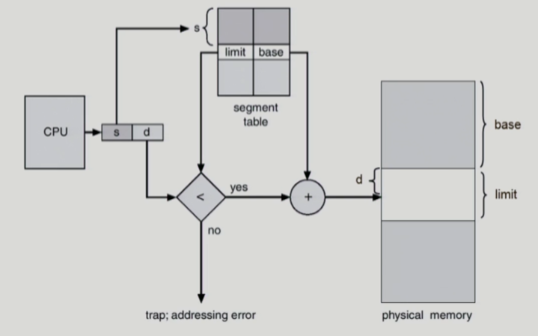 s
limit base
segment
table
CPU
s d
base
d
limit
<
yes
+
no
trap; addressing error
physical memory